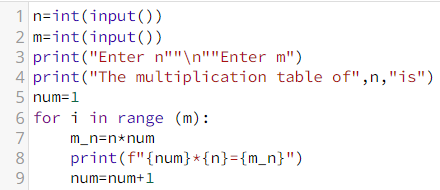 1 n=int(input())
2 m=int(input())
3 print("Enter n""\n""Enter m")
4 print("The multiplication table of",n,"is")
5 num=1
6 for i in range (m):
7     m_n=n*num
8     print(f"{num}*{n}={m_n}")
9     num=num+1